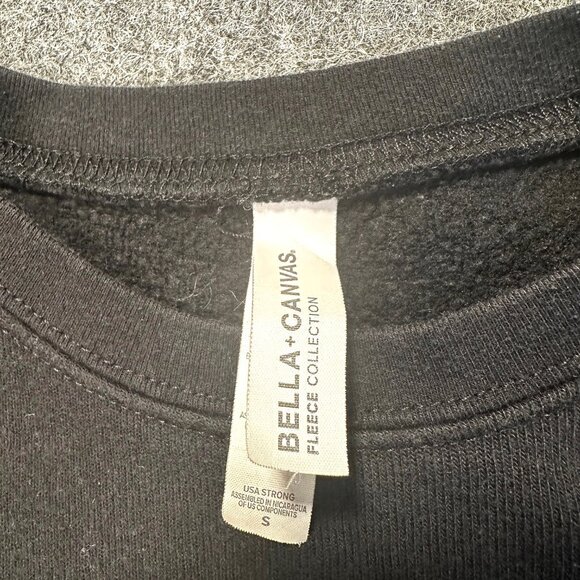 BELLA+CANVAS.
FLEECE COLLECTION
USA STRONG
ASSEMBLED IN NICARAGUA
OF US COMPONENTS
S